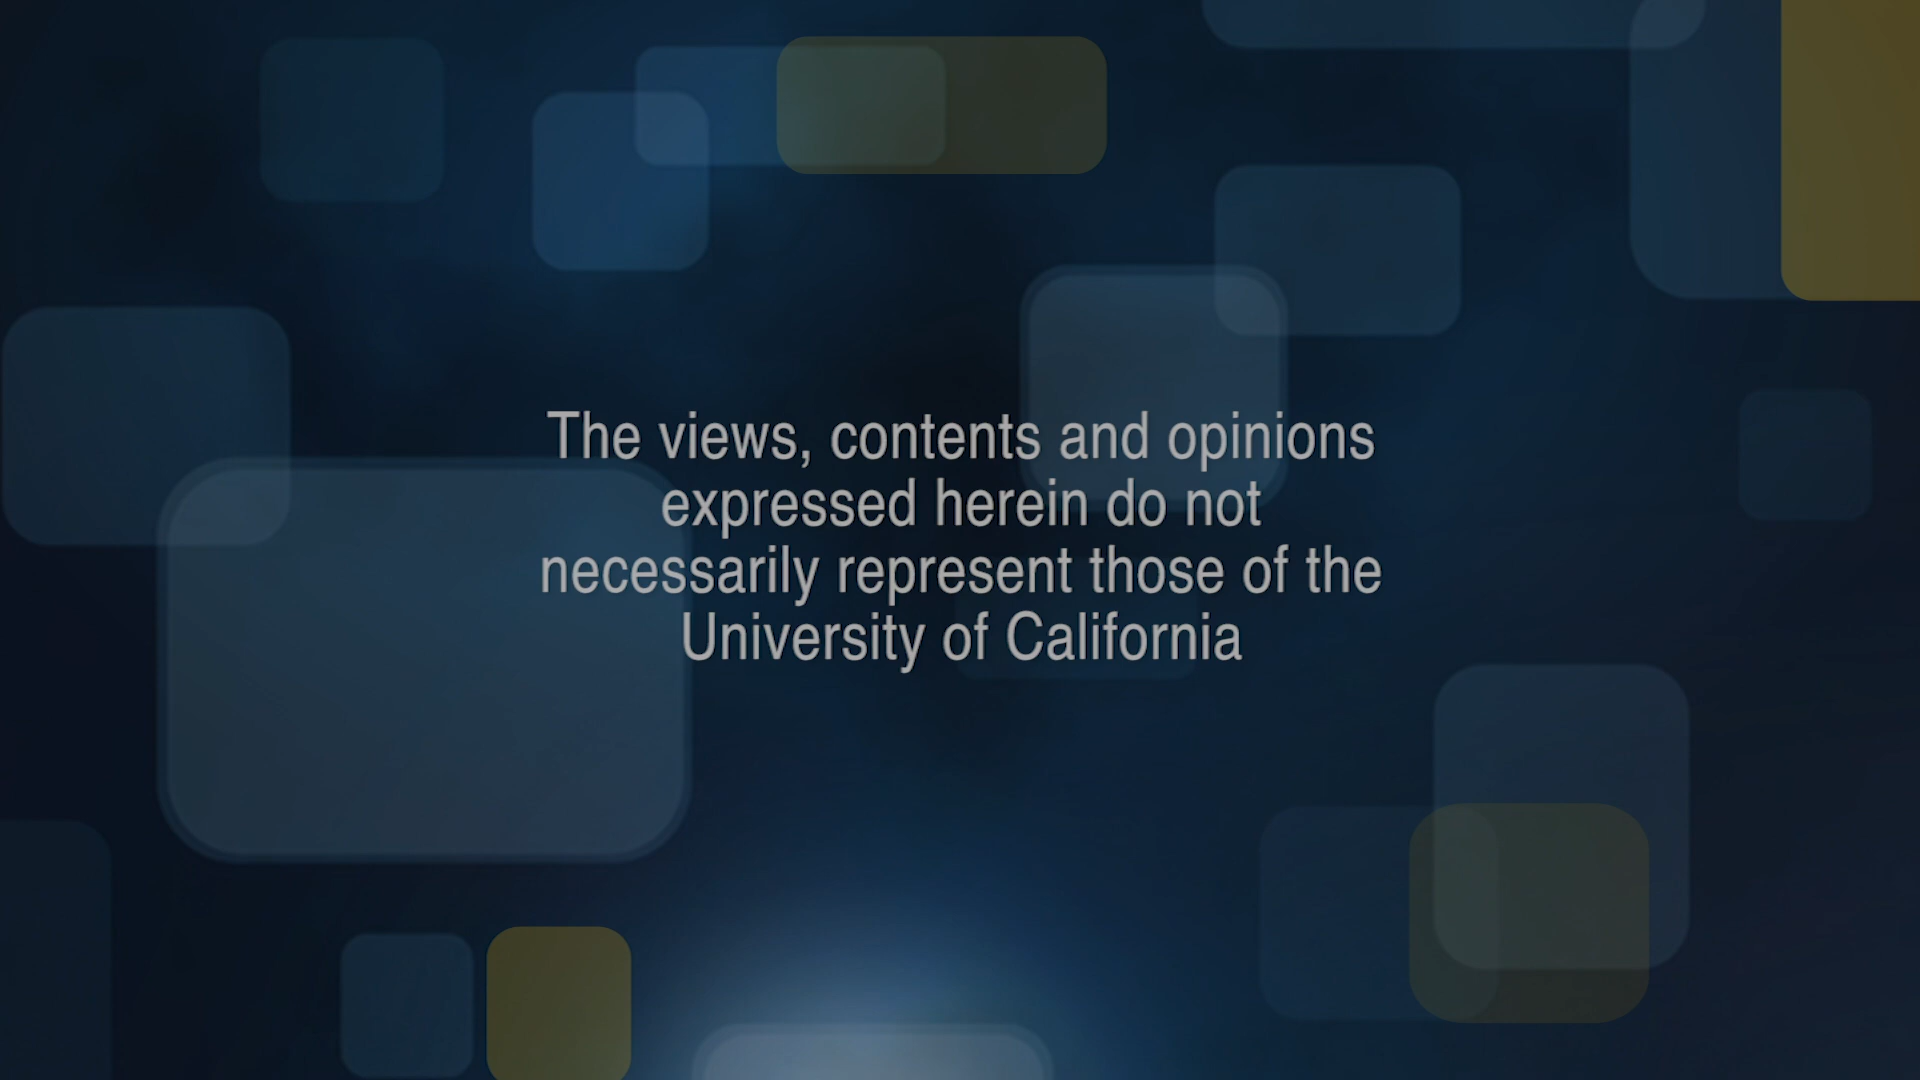 The views, contents and opinions
expressed herein do not
necessarily represent those of the
University of California